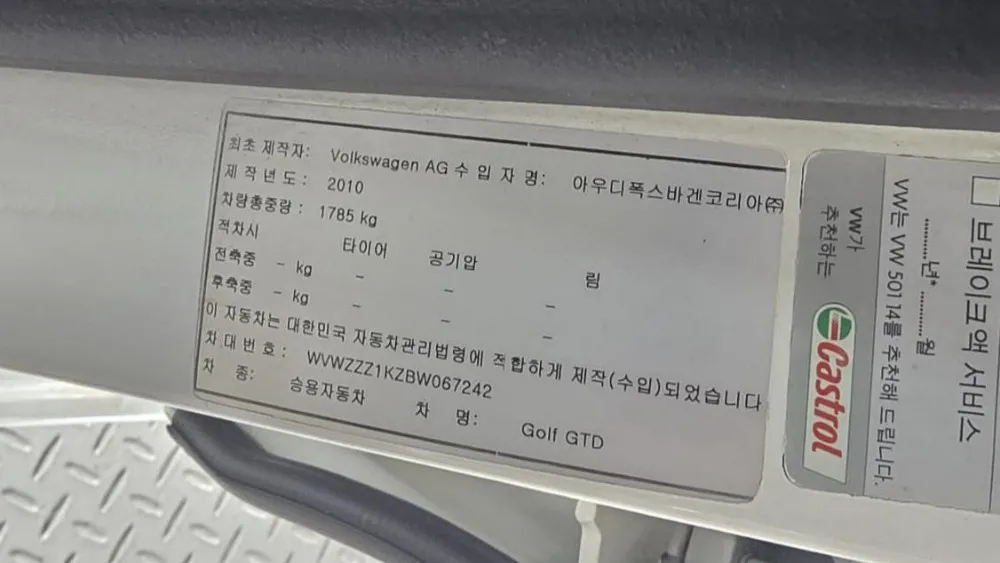 최초 제작자: Volkswagen AG 수 입 자 명: 아우디폭스바겐코리아㈜
제 작 년 도 : 2010
차량총중량 : 1785 kg
적차시 타이어 공기압 림
전축중 - kg - - -
후축중 - kg - - -
이 자동차는 대한민국 자동차관리법령에 적합하게 제작(수입)되었습니다
차 대 번 호 : WVWZZZ1KZBW067242
차 종: 승용자동차 차 명: Golf GTD
브레이크액 서비스
.........년* .........월
VW는 VW 50114를 추천해 드립니다.
VW가
추천하는
Castrol